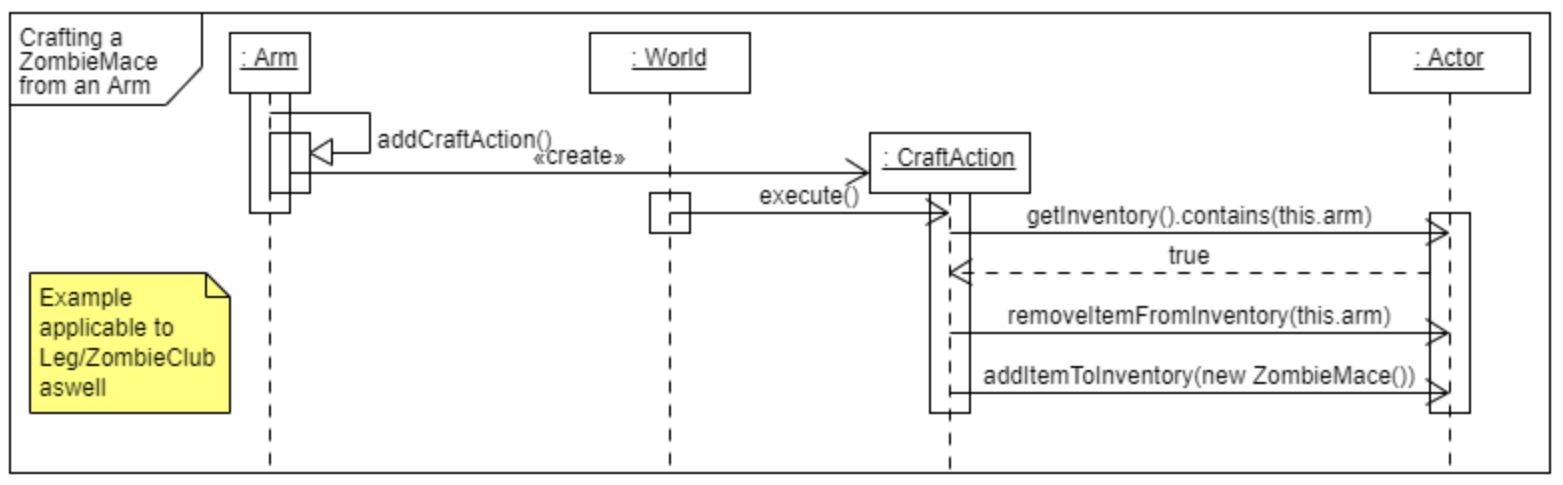 Crafting a
ZombieMace
from an Arm
: Arm
: World
: Actor
addCraftAction()
«create»
: CraftAction
execute()
getInventory().contains(this.arm)
true
Example
applicable to
Leg/ZombieClub
aswell
removeItemFromInventory(this.arm)
addItemToInventory(new ZombieMace())